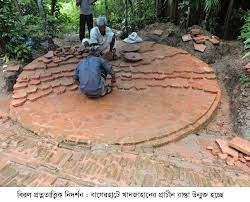 বিরল প্রত্নতাত্ত্বিক নিদর্শন : বাগেরহাটে খানজাহানের প্রাচীন রাস্তা উন্মুক্ত হচ্ছে